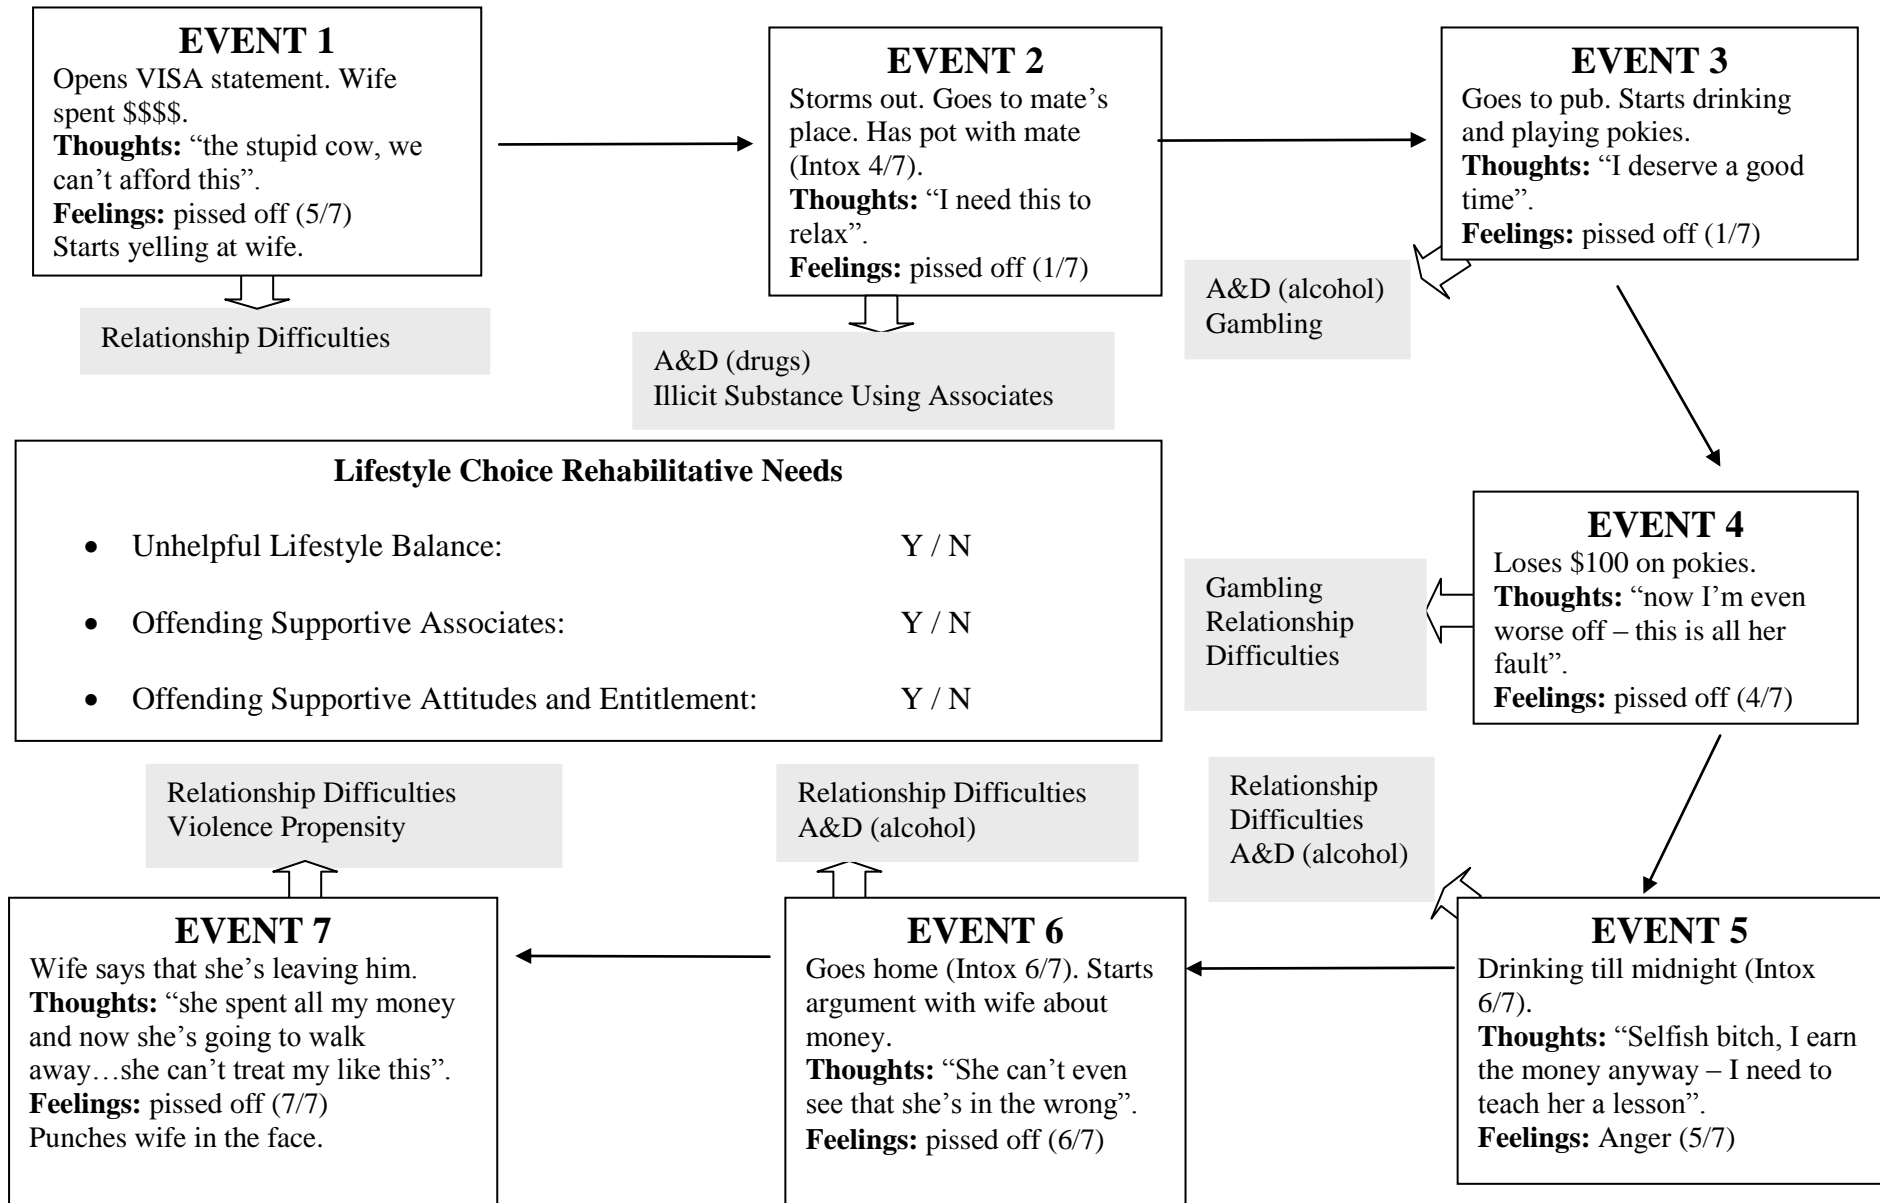 EVENT 1
Opens VISA statement. Wife
spent $$$$.
Thoughts: “the stupid cow, we
can’t afford this”.
Feelings: pissed off (5/7)
Starts yelling at wife.
Relationship Difficulties
EVENT 2
Storms out. Goes to mate’s
place. Has pot with mate
(Intox 4/7).
Thoughts: “I need this to
relax”.
Feelings: pissed off (1/7)
A&D (drugs)
Illicit Substance Using Associates
EVENT 3
Goes to pub. Starts drinking
and playing pokies.
Thoughts: “I deserve a good
time”.
Feelings: pissed off (1/7)
A&D (alcohol)
Gambling
Lifestyle Choice Rehabilitative Needs
• Unhelpful Lifestyle Balance: Y / N
• Offending Supportive Associates: Y / N
• Offending Supportive Attitudes and Entitlement: Y / N
EVENT 4
Loses $100 on pokies.
Thoughts: “now I’m even
worse off – this is all her
fault”.
Feelings: pissed off (4/7)
Gambling
Relationship
Difficulties
EVENT 5
Drinking till midnight (Intox
6/7).
Thoughts: “Selfish bitch, I earn
the money anyway – I need to
teach her a lesson”.
Feelings: Anger (5/7)
Relationship
Difficulties
A&D (alcohol)
EVENT 6
Goes home (Intox 6/7). Starts
argument with wife about
money.
Thoughts: “She can’t even
see that she’s in the wrong”.
Feelings: pissed off (6/7)
Relationship Difficulties
A&D (alcohol)
EVENT 7
Wife says that she’s leaving him.
Thoughts: “she spent all my money
and now she’s going to walk
away…she can’t treat my like this”.
Feelings: pissed off (7/7)
Punches wife in the face.
Relationship Difficulties
Violence Propensity